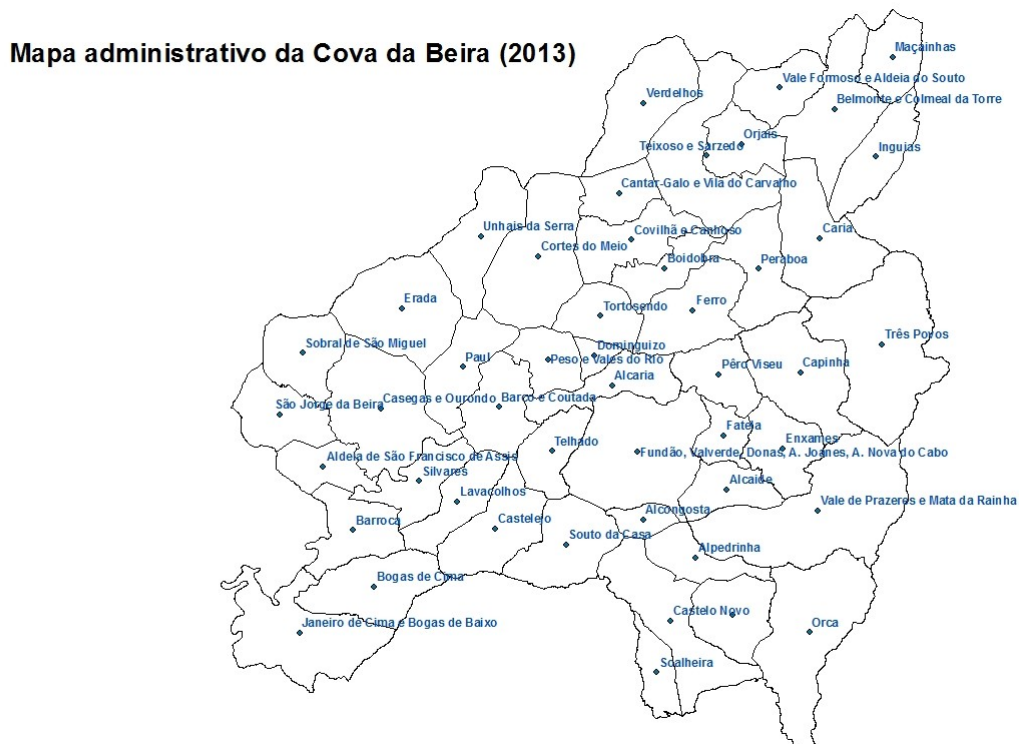 Mapa administrativo da Cova da Beira (2013)
Maçainhas
Vale Formoso e Aldeia do Souto
Verdelhos
Belmonte e Colmeal da Torre
Orjais
Teixoso e Sarzedo
Inguias
Cantar-Galo e Vila do Carvalho
Unhais da Serra
Covilhã e Canhoso
Caria
Cortes do Meio
Boidobra
Peraboa
Erada
Tortosendo
Ferro
Três Povos
Sobral de São Miguel
Dominguizo
Paul
Peso e Vales do Rio
Pêro Viseu
Capinha
Alcaria
São Jorge da Beira
Casegas e Ourondo
Barco e Coutada
Fatela
Enxames
Telhado
Fundão, Valverde, Donas, A. Joanes, A. Nova do Cabo
Aldeia de São Francisco de Assis
Silvares
Alcaide
Lavacolhos
Vale de Prazeres e Mata da Rainha
Barroca
Castelejo
Alcongosta
Souto da Casa
Alpedrinha
Bogas de Cima
Castelo Novo
Janeiro de Cima e Bogas de Baixo
Orca
Soalheira